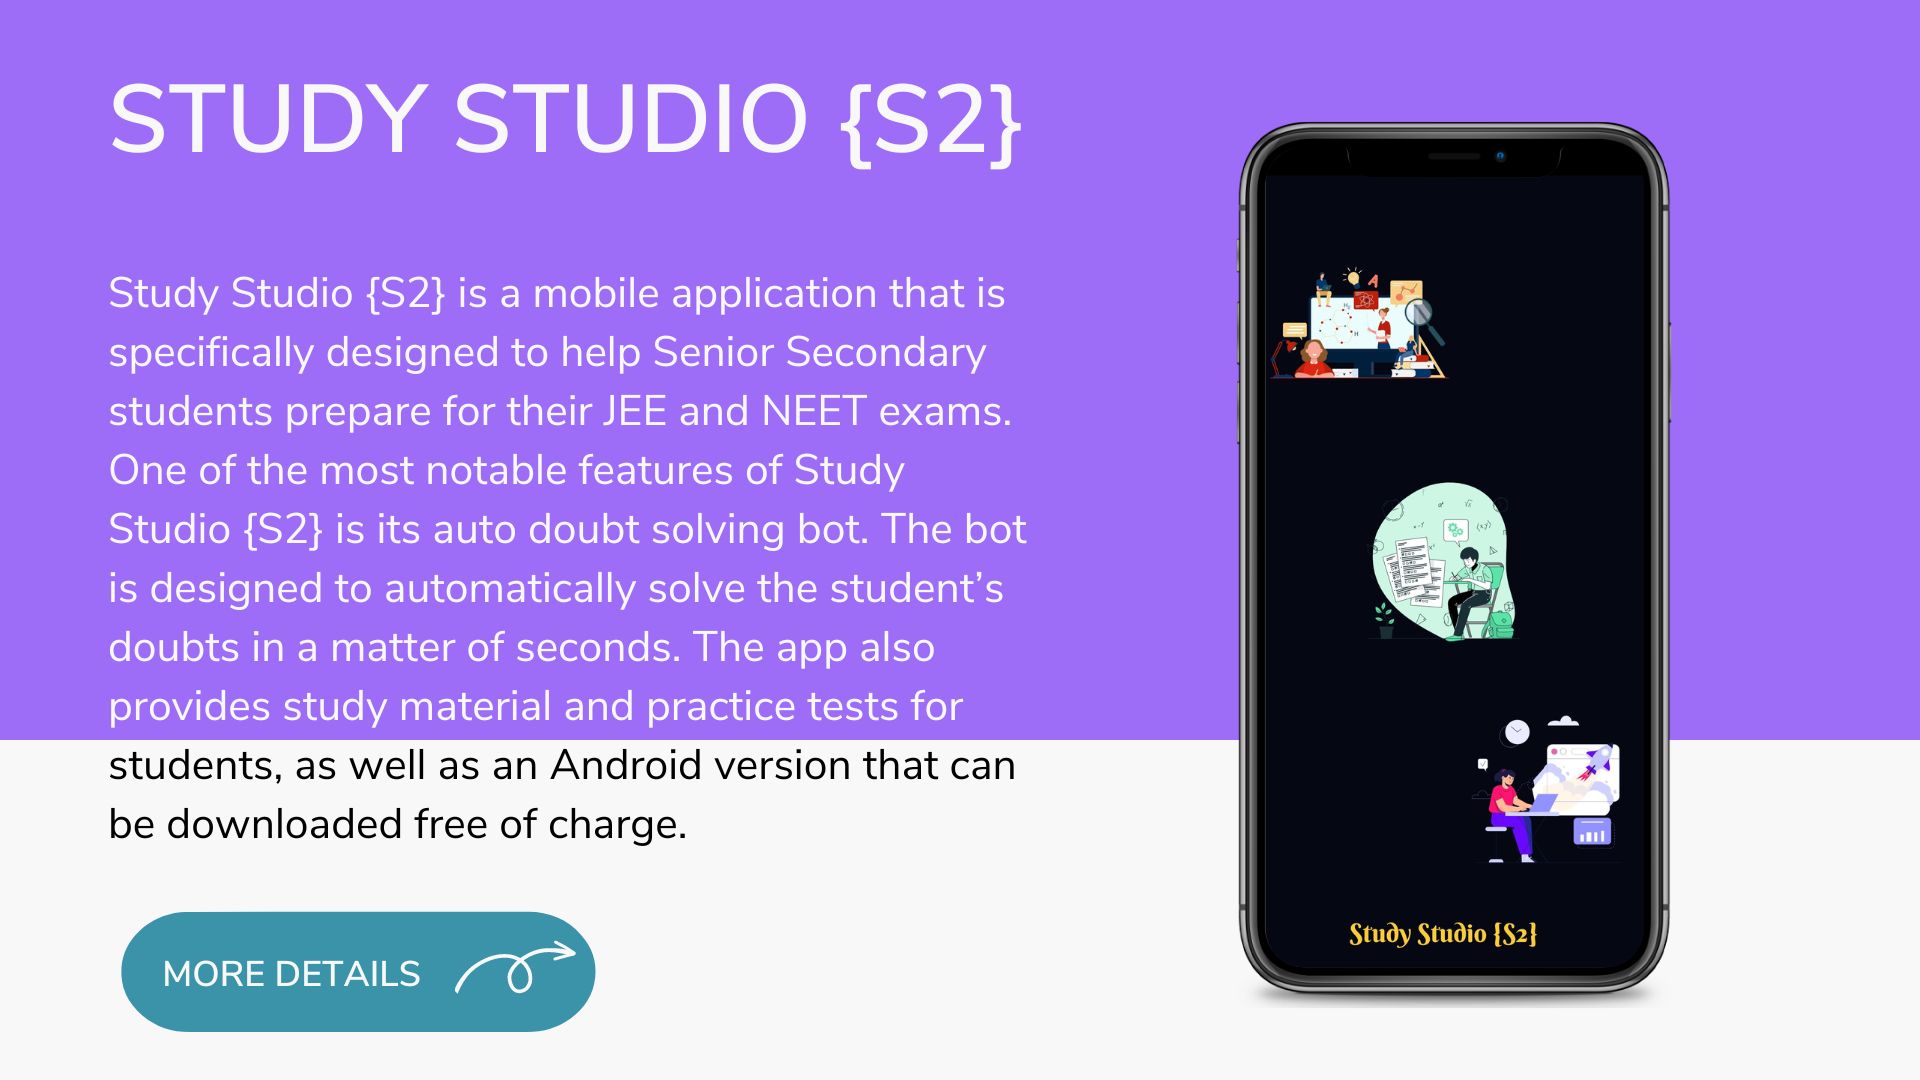 STUDY STUDIO {S2}
Study Studio {S2} is a mobile application that is
specifically designed to help Senior Secondary
students prepare for their JEE and NEET exams.
One of the most notable features of Study
Studio {S2} is its auto doubt solving bot. The bot
is designed to automatically solve the student’s
doubts in a matter of seconds. The app also
provides study material and practice tests for
students, as well as an Android version that can
be downloaded free of charge.
MORE DETAILS
Study Studio {S2}